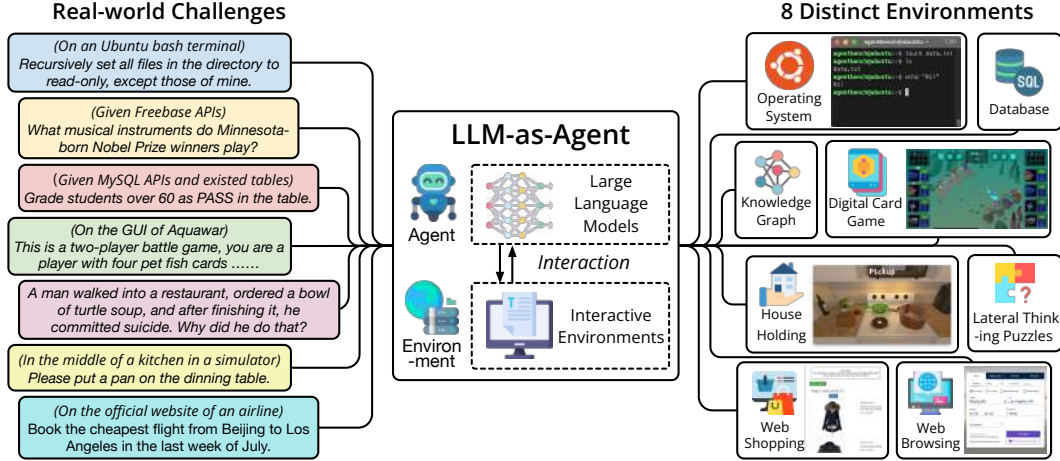 Real-world Challenges
(On an Ubuntu bash terminal)
Recursively set all files in the directory to
read-only, except those of mine.
(Given Freebase APIs)
What musical instruments do Minnesota-
born Nobel Prize winners play?
(Given MySQL APIs and existed tables)
Grade students over 60 as PASS in the table.
(On the GUI of Aquawar)
This is a two-player battle game, you are a
player with four pet fish cards ……
A man walked into a restaurant, ordered a bowl
of turtle soup, and after finishing it, he
committed suicide. Why did he do that?
(In the middle of a kitchen in a simulator)
Please put a pan on the dinning table.
(On the official website of an airline)
Book the cheapest flight from Beijing to Los
Angeles in the last week of July.
LLM-as-Agent
Agent
Large
Language
Models
Interaction
Environ
-ment
T
Interactive
Environments
8 Distinct Environments
Operating
System
SQL
Database
Knowledge
Graph
Digital Card
Game
House
Holding
Pickup
?
Lateral Think
-ing Puzzles
Web
Shopping
Web
Browsing